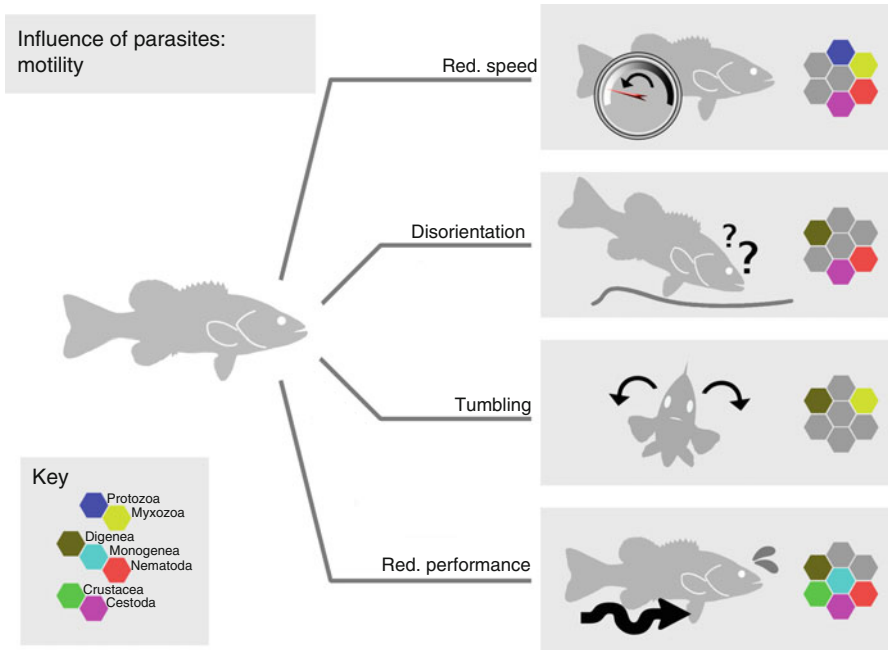 Influence of parasites:
motility
Red. speed
Disorientation
? ?
Tumbling
Red. performance
Key
Protozoa
Myxozoa
Digenea
Monogenea
Nematoda
Crustacea
Cestoda